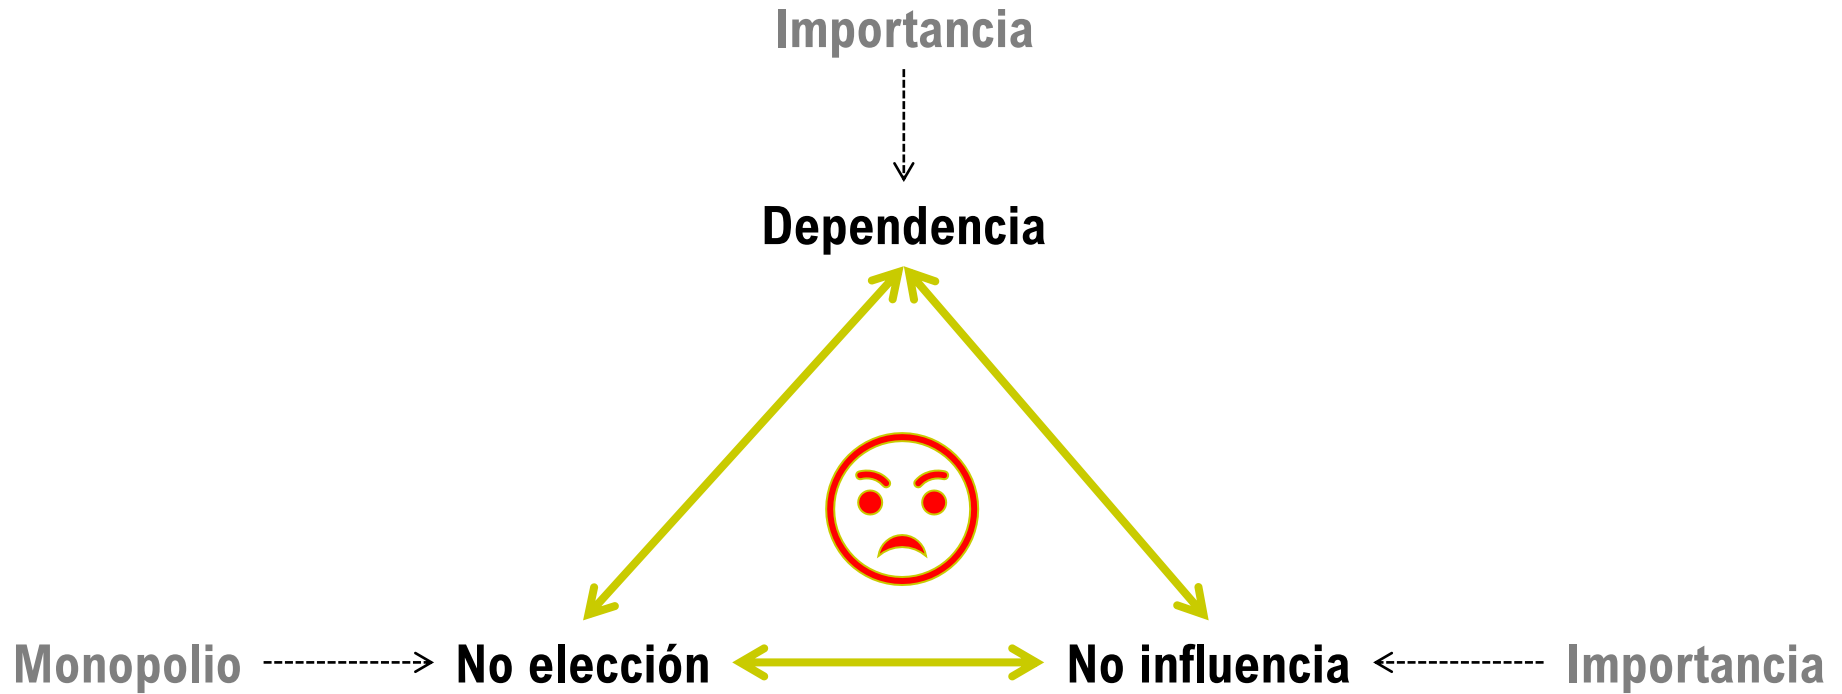 Importancia
Dependencia
Monopolio
No elección
No influencia
Importancia